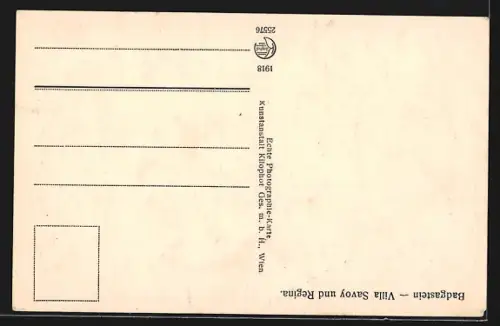 Badgastein — Villa Savoy und Regina.
Echte Photographie-Karte
Kunstanstalt Kilophot Ges. m. b. H., Wien
1918
25576